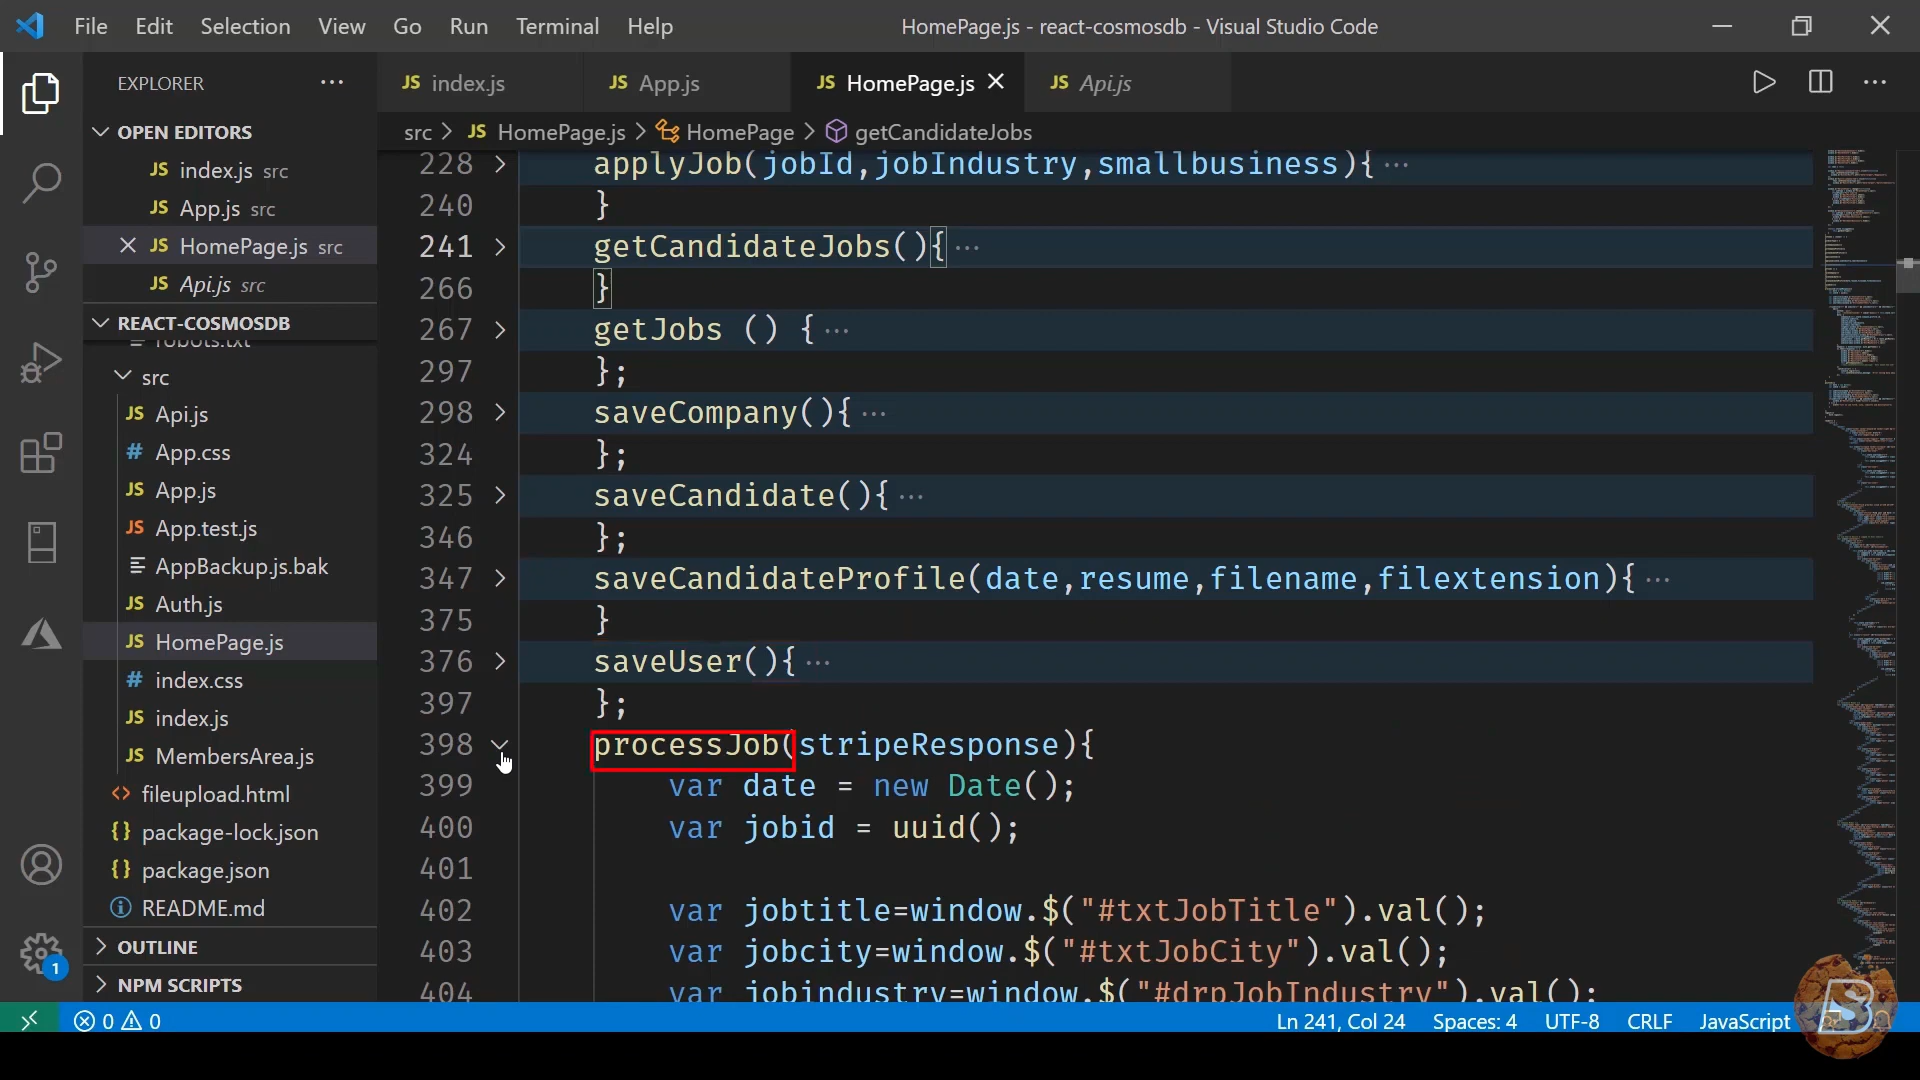 File Edit Selection View Go Run Terminal Help HomePage.js - react-cosmosdb - Visual Studio Code
EXPLORER
OPEN EDITORS
JS index.js src
JS App.js src
JS HomePage.js src
JS Api.js src
REACT-COSMOSDB
robots.txt
src
JS Api.js
# App.css
JS App.js
JS App.test.js
AppBackup.js.bak
JS Auth.js
JS HomePage.js
# index.css
JS index.js
JS MembersArea.js
<> fileupload.html
{} package-lock.json
{} package.json
README.md
OUTLINE
NPM SCRIPTS
1
JS index.js JS App.js JS HomePage.js JS Api.js
src > JS HomePage.js > HomePage > getCandidateJobs
228 applyJob(jobId,jobIndustry,smallbusiness){ ...
240 }
241 getCandidateJobs(){ ...
266 }
267 getJobs () { ...
297 };
298 saveCompany(){ ...
324 };
325 saveCandidate(){ ...
346 };
347 saveCandidateProfile(date,resume,filename,filextension){ ...
375 }
376 saveUser(){ ...
397 };
398 processJob(stripeResponse){
399 var date = new Date();
400 var jobid = uuid();
401
402 var jobtitle=window.$("#txtJobTitle").val();
403 var jobcity=window.$("#txtJobCity").val();
404 var jobindustry=window.$("#drpJobIndustry").val();
0 0 Ln 241, Col 24 Spaces: 4 UTF-8 CRLF JavaScript